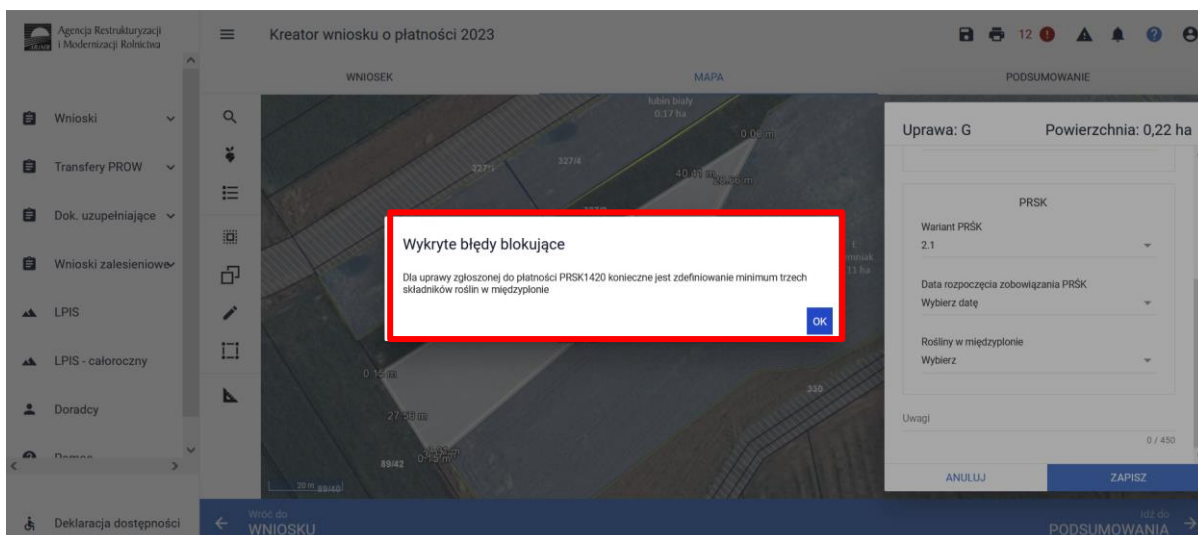 Agencja Restrukturyzacji
i Modernizacji Rolnictwa
Kreator wniosku o płatności 2023
12
WNIOSEK
MAPA
PODSUMOWANIE
Wnioski
Transfery PROW
Dok. uzupełniające
Wnioski zalesieniowe
LPIS
LPIS - całoroczny
Doradcy
Pomoc
Deklaracja dostępności
łubin biały
0.17 ha
327/4
330
89/42
20 m
Wykryte błędy blokujące
Dla uprawy zgłoszonej do płatności PRSK1420 konieczne jest zdefiniowanie minimum trzech
składników roślin w międzyplonie
OK
Uprawa: G
Powierzchnia: 0,22 ha
PRSK
Wariant PRŚK
2.1
Data rozpoczęcia zobowiązania PRŚK
Wybierz datę
Rośliny w międzyplonie
Wybierz
Uwagi
0 / 450
ANULUJ
ZAPISZ
Wróć do
WNIOSKU
Idź do
PODSUMOWANIA